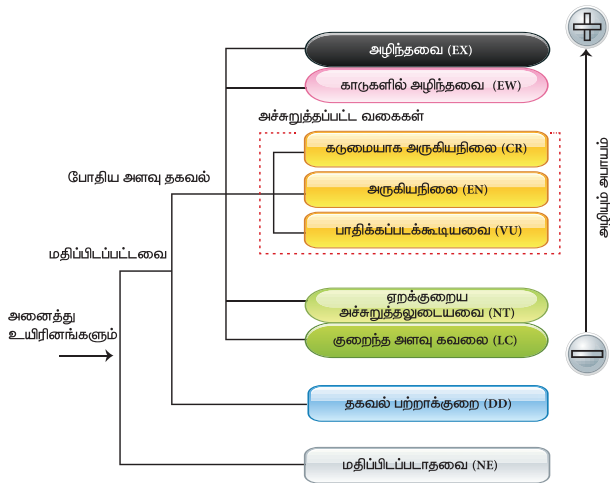 அழிந்தவை (EX)
காடுகளில் அழிந்தவை (EW)
அச்சுறுத்தப்பட்ட வகைகள்
கடுமையாக அருகியநிலை (CR)
போதிய அளவு தகவல்
அருகியநிலை (EN)
பாதிக்கப்படக்கூடியவை (VU)
அழியும் அபாயம்
மதிப்பிடப்பட்டவை
ஏறக்குறைய
அச்சுறுத்தலுடையவை (NT)
அனைத்து
உயிரினங்களும்
குறைந்த அளவு கவலை (LC)
தகவல் பற்றாக்குறை (DD)
மதிப்பிடப்படாதவை (NE)